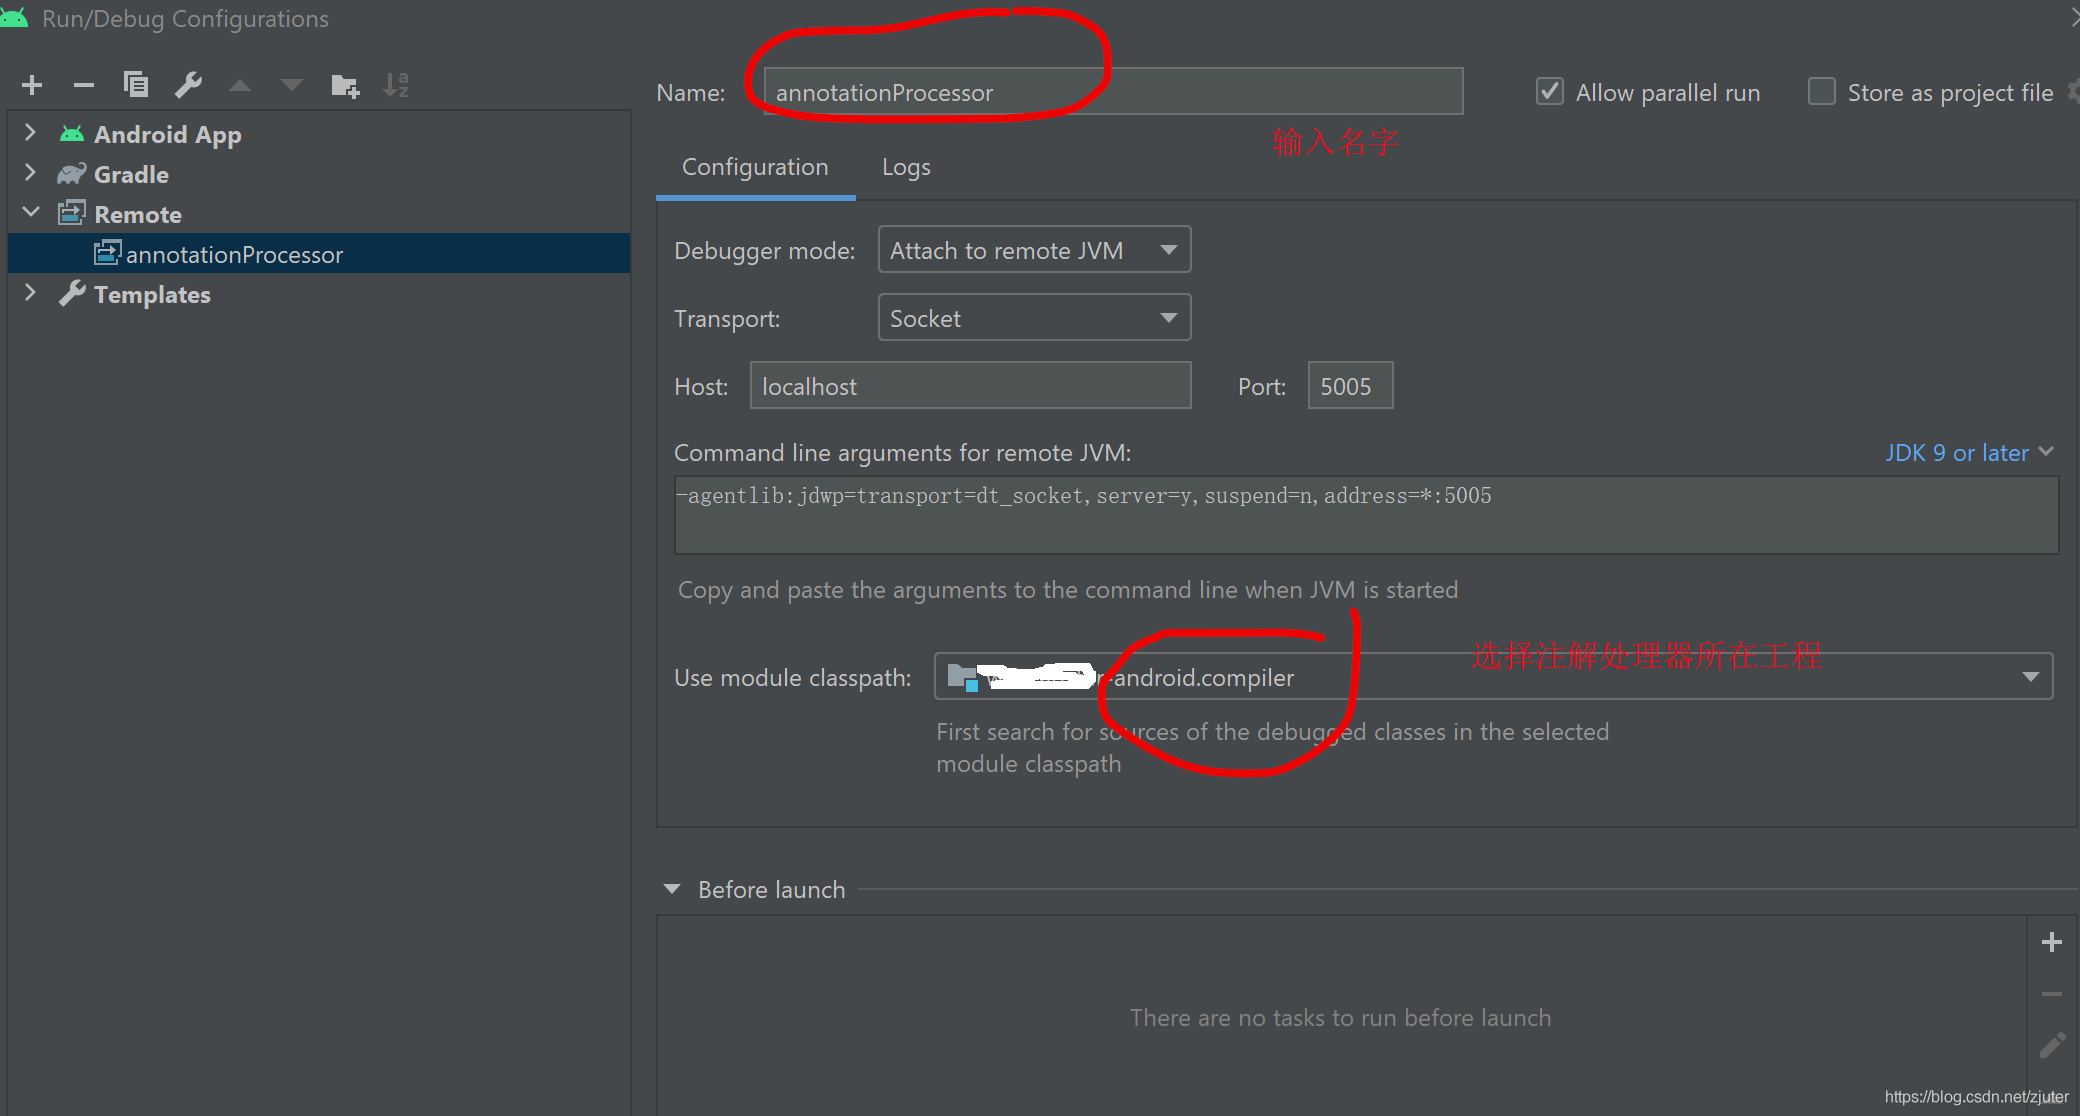 Run/Debug Configurations
Android App
Gradle
Remote
annotationProcessor
Templates
Name: annotationProcessor
Allow parallel run
Store as project file
输入名字
Configuration Logs
Debugger mode: Attach to remote JVM
Transport: Socket
Host: localhost Port: 5005
Command line arguments for remote JVM: JDK 9 or later
-agentlib:jdwp=transport=dt_socket,server=y,suspend=n,address=*:5005
Copy and paste the arguments to the command line when JVM is started
选择注解处理器所在工程
Use module classpath: -android.compiler
First search for sources of the debugged classes in the selected
module classpath
Before launch
There are no tasks to run before launch
https://blog.csdn.net/zjuter